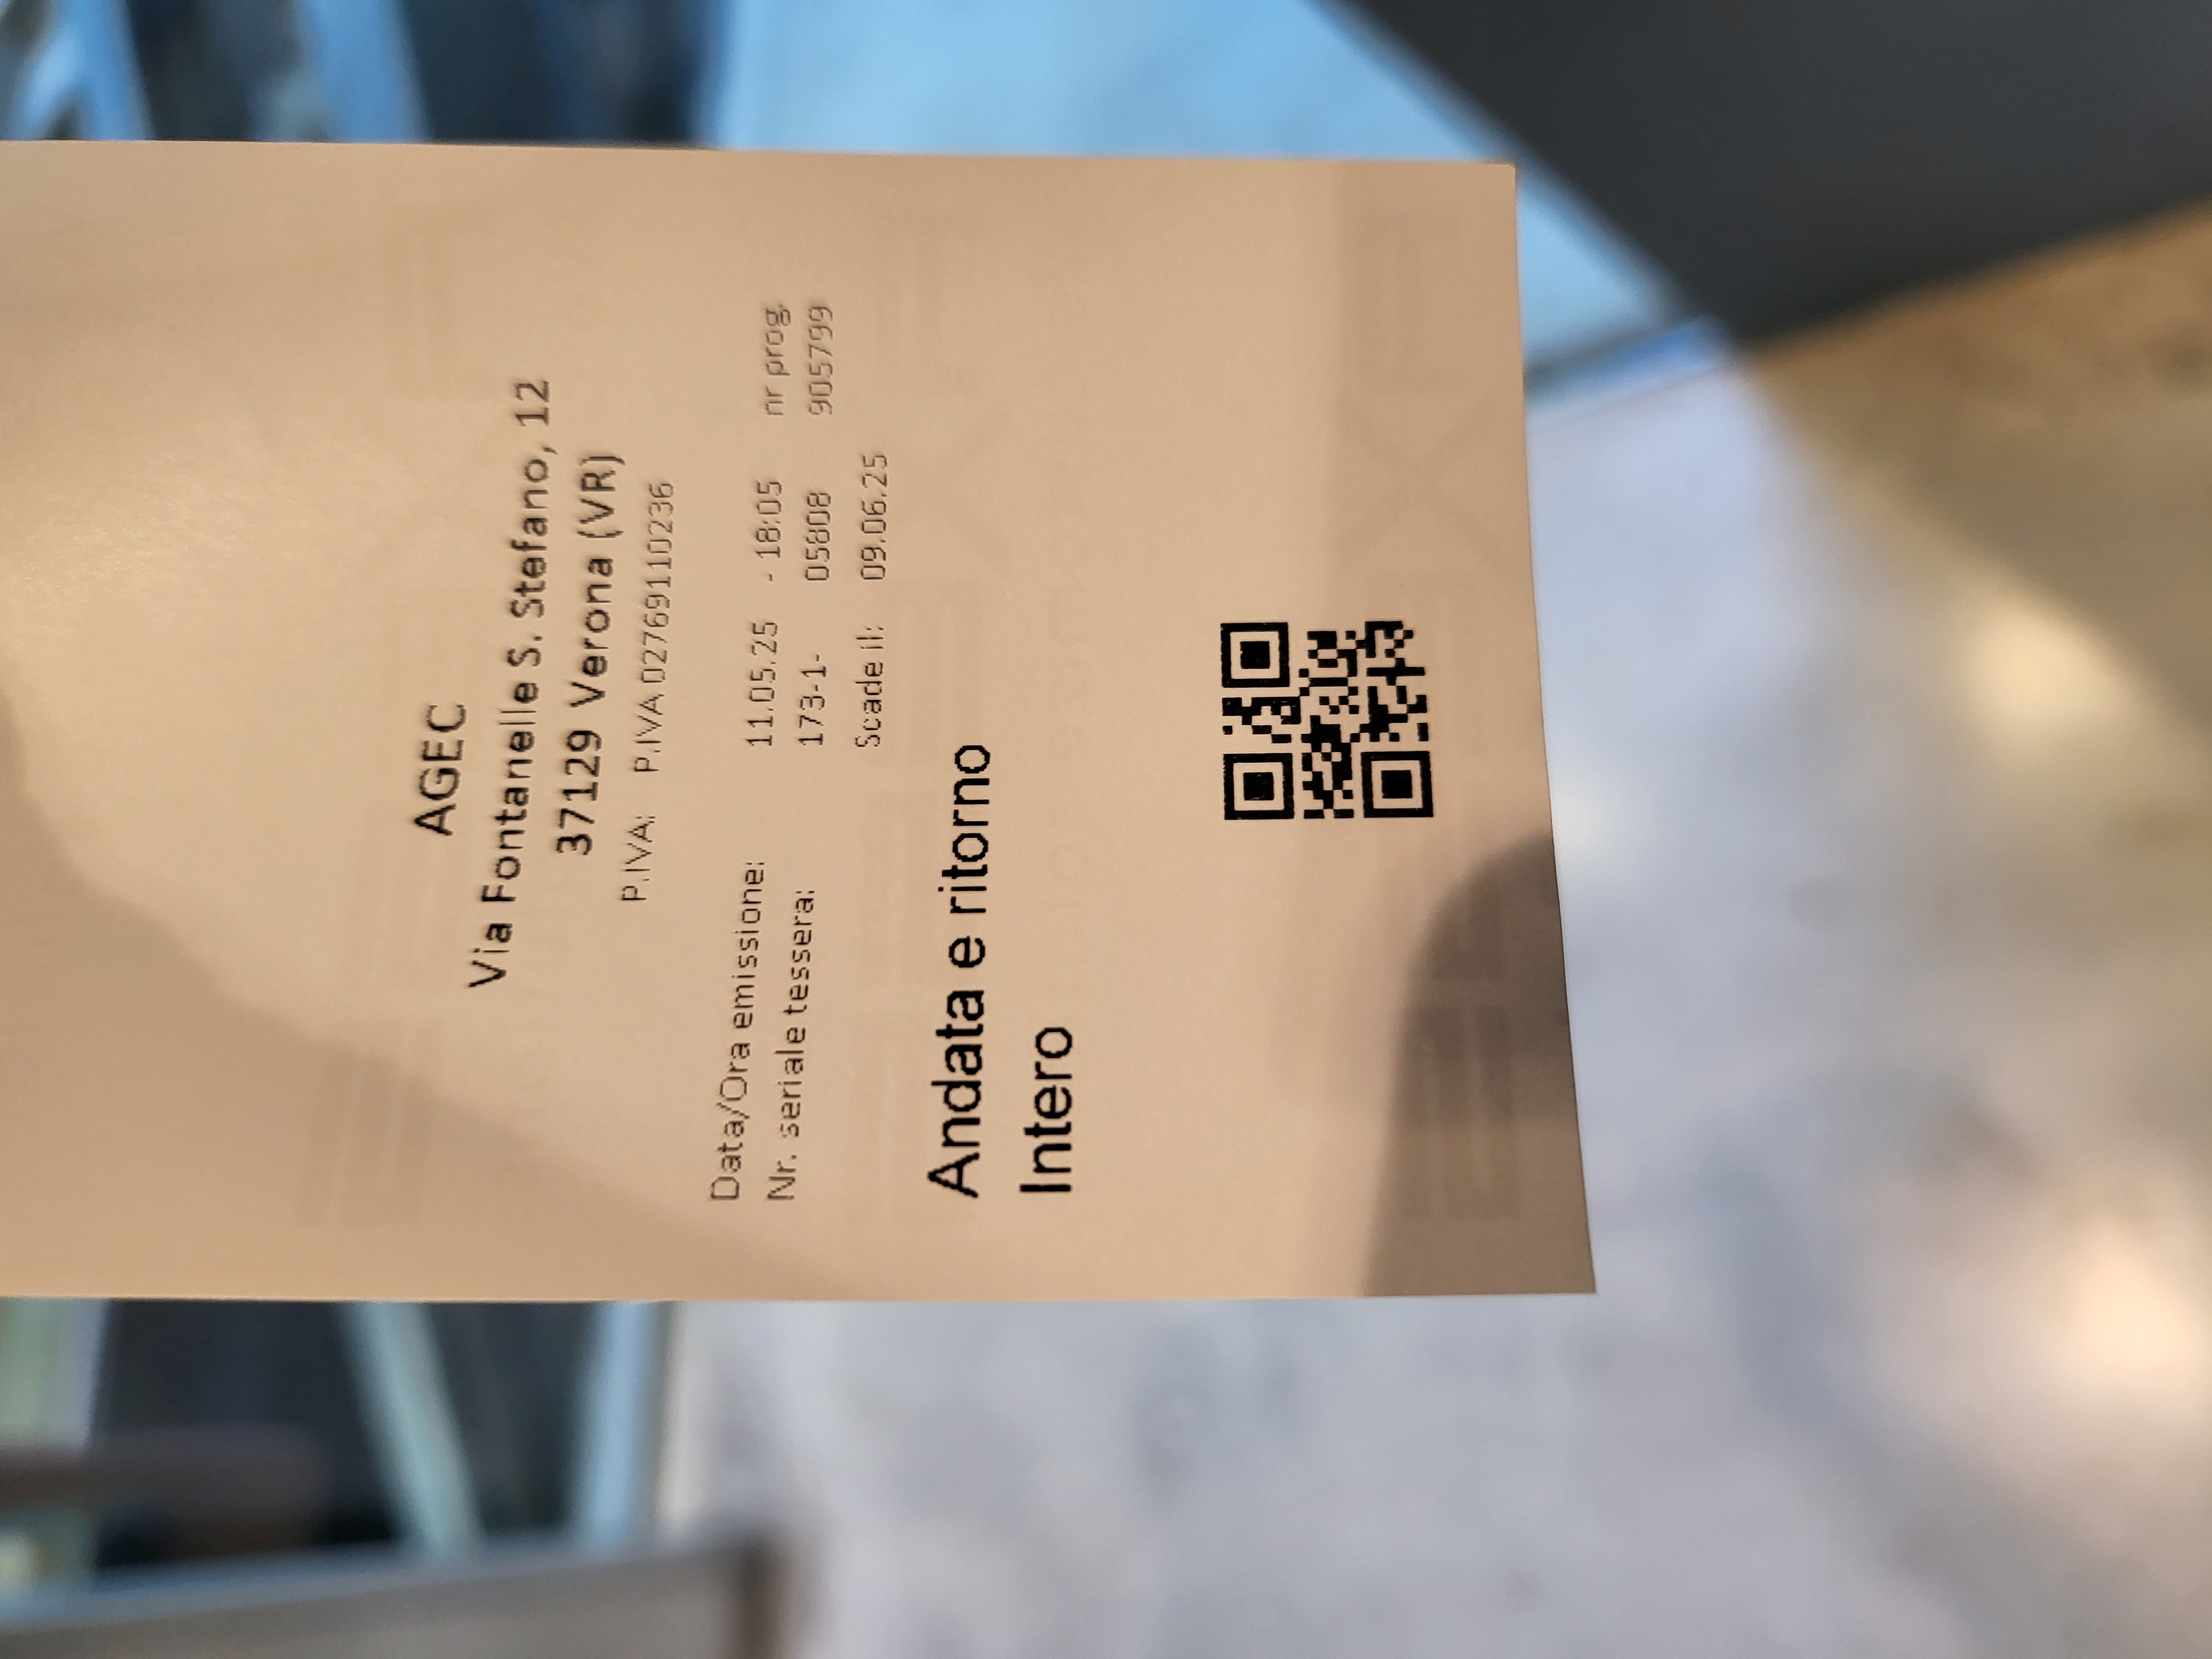 AGEC
Via Fontanelle S. Stefano, 12
37129 Verona (VR)
P.IVA: P.IVA 02769110236
Data/Ora emissione: 11.05.25 - 18:05 nr prog.
Nr. seriale tessera: 173-1- 05808 905799
Scade il: 09.06.25
Andata e ritorno
Intero